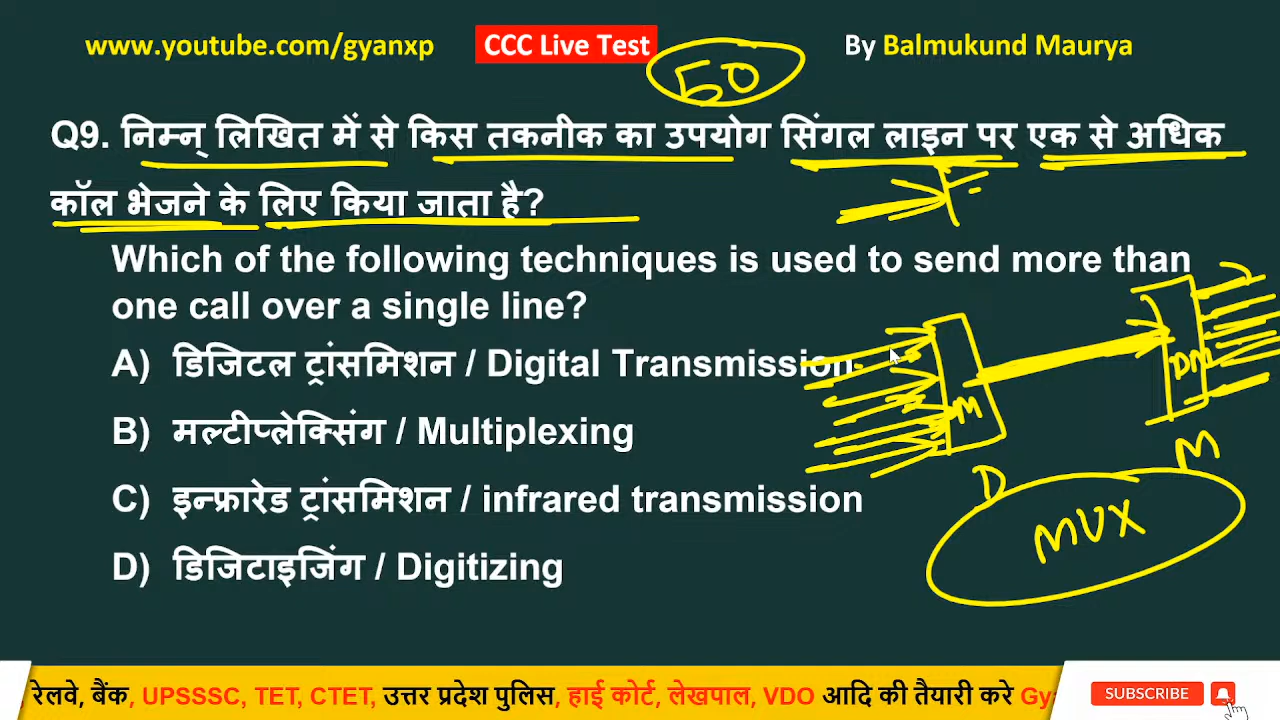 www.youtube.com/gyanxp CCC Live Test By Balmukund Maurya
50
Q9. निम्न् लिखित में से किस तकनीक का उपयोग सिंगल लाइन पर एक से अधिक
कॉल भेजने के लिए किया जाता है?
Which of the following techniques is used to send more than
one call over a single line?
A) डिजिटल ट्रांसमिशन / Digital Transmission
M
DM
B) मल्टीप्लेक्सिंग / Multiplexing
D M
C) इन्फ्रारेड ट्रांसमिशन / infrared transmission
MUX
D) डिजिटाइजिंग / Digitizing
रेलवे, बैंक, UPSSSC, TET, CTET, उत्तर प्रदेश पुलिस, हाई कोर्ट, लेखपाल, VDO आदि की तैयारी करे Gy
SUBSCRIBE